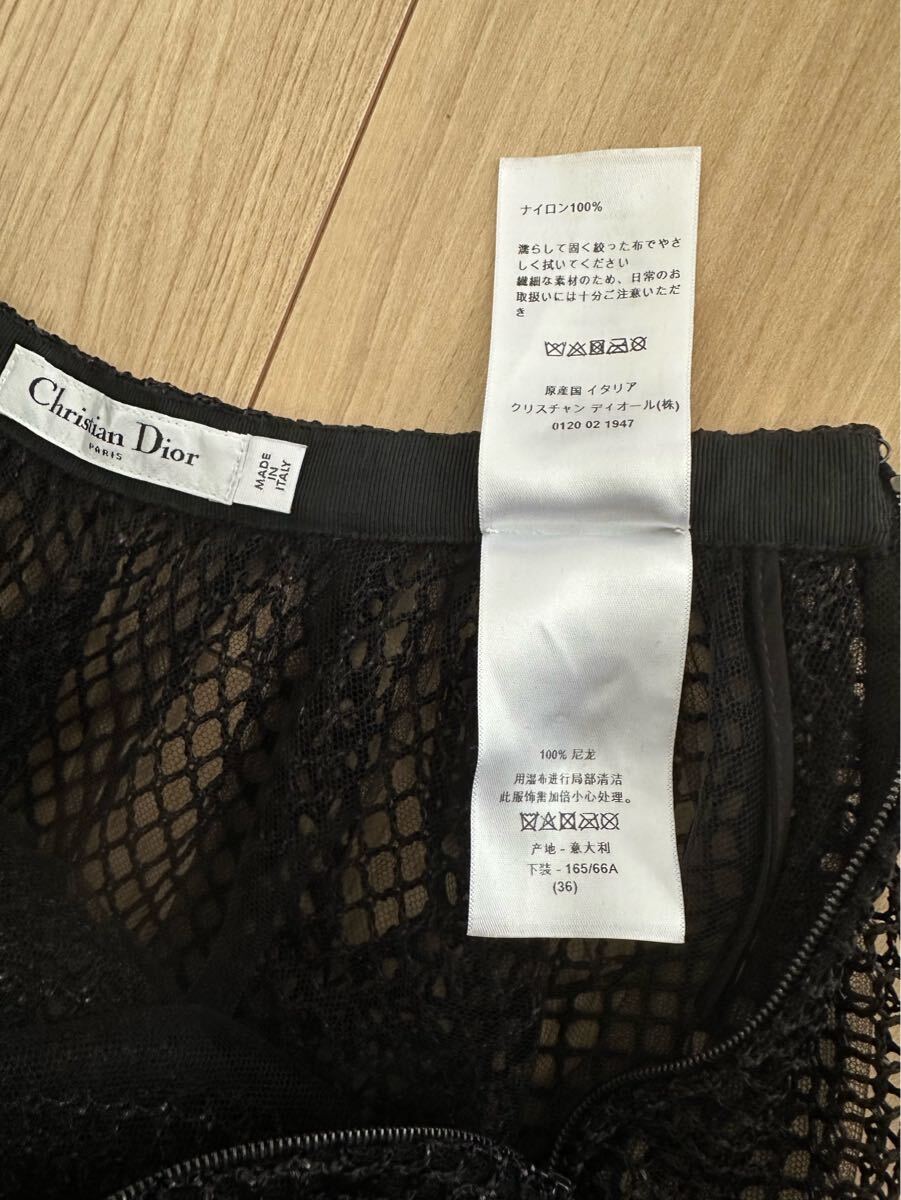 Christian Dior
PARIS
MADE
IN
ITALY
ナイロン100%
濡らして固く絞った布でやさ
しく拭いてください
繊細な素材のため、日常のお
取扱いには十分ご注意いただ
き
原産国 イタリア
クリスチャン ディオール(株)
0120 02 1947
100% 尼龙
用湿布进行局部清洁
此服饰需加倍小心处理。
产地 - 意大利
下装 - 165/66A
(36)